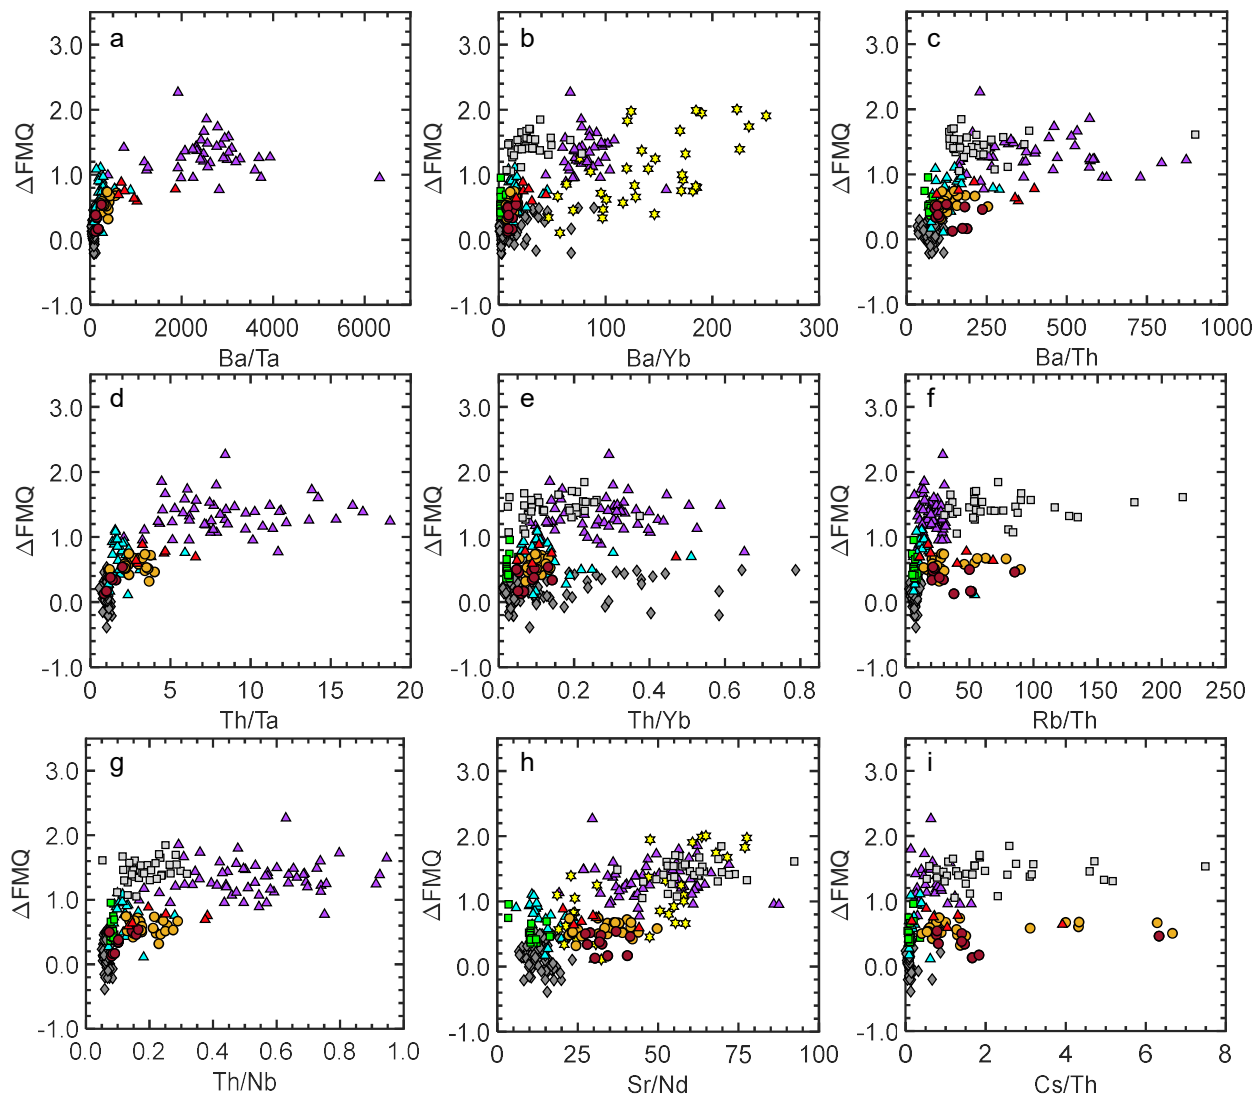 a
3.0
2.0
1.0
0.0
-1.0
ΔFMQ
0 2000 4000 6000
Ba/Ta
b
3.0
2.0
1.0
0.0
-1.0
ΔFMQ
0 100 200 300
Ba/Yb
c
3.0
2.0
1.0
0.0
-1.0
ΔFMQ
0 250 500 750 1000
Ba/Th
d
3.0
2.0
1.0
0.0
-1.0
ΔFMQ
0 5 10 15 20
Th/Ta
e
3.0
2.0
1.0
0.0
-1.0
ΔFMQ
0.0 0.2 0.4 0.6 0.8
Th/Yb
f
3.0
2.0
1.0
0.0
-1.0
ΔFMQ
0 50 100 150 200 250
Rb/Th
g
3.0
2.0
1.0
0.0
-1.0
ΔFMQ
0.0 0.2 0.4 0.6 0.8 1.0
Th/Nb
h
3.0
2.0
1.0
0.0
-1.0
ΔFMQ
0 25 50 75 100
Sr/Nd
i
3.0
2.0
1.0
0.0
-1.0
ΔFMQ
0 2 4 6 8
Cs/Th